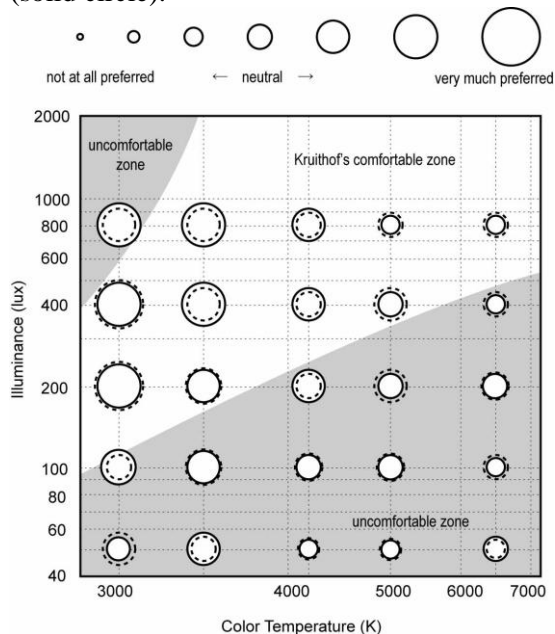 (solid circle).
not at all preferred ← neutral → very much preferred
2000
uncomfortable
zone
Kruithof's comfortable zone
1000
800
600
400
200
100
80
60
40
uncomfortable zone
3000 4000 5000 6000 7000
Illuminance (lux)
Color Temperature (K)